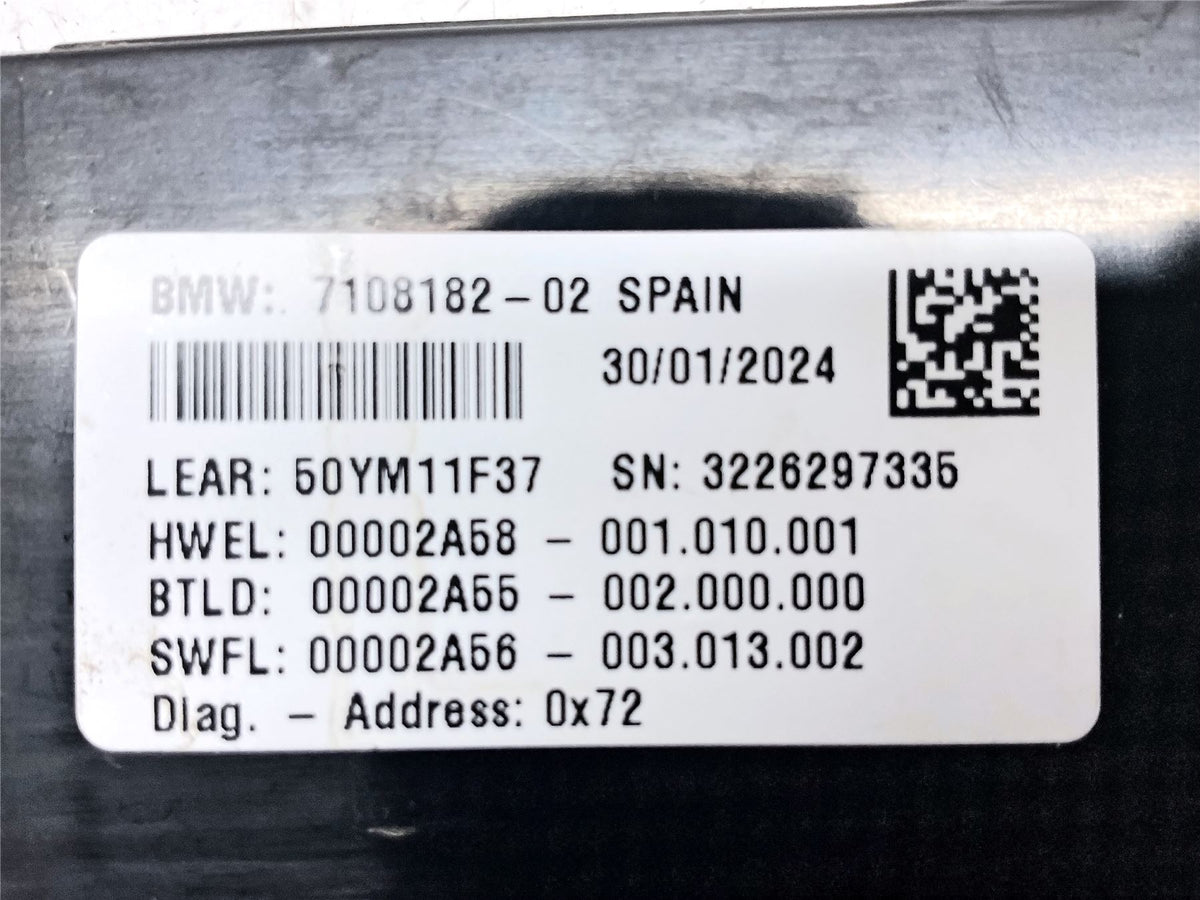 BMW:. 7108182-02 SPAIN
30/01/2024
LEAR: 50YM11F37 SN: 3226297335
HWEL: 00002A58 - 001.010.001
BTLD: 00002A55 - 002.000.000
SWFL: 00002A56 - 003.013.002
Diag. - Address: 0x72